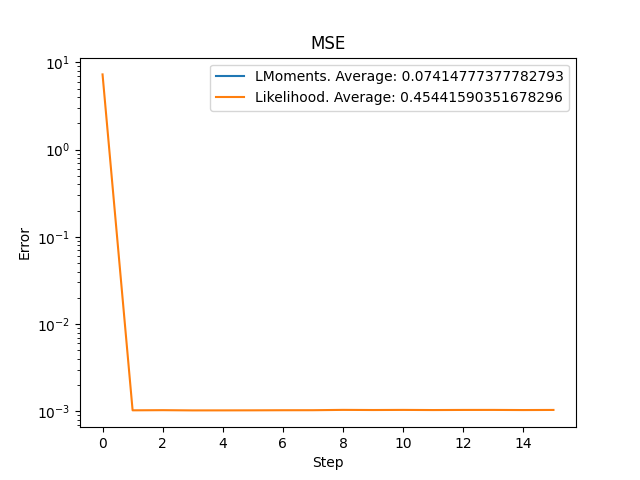 MSE
LMoments. Average: 0.07414777377782793
Likelihood. Average: 0.45441590351678296
10¹
10⁰
10⁻¹
10⁻²
10⁻³
Error
0 2 4 6 8 10 12 14
Step